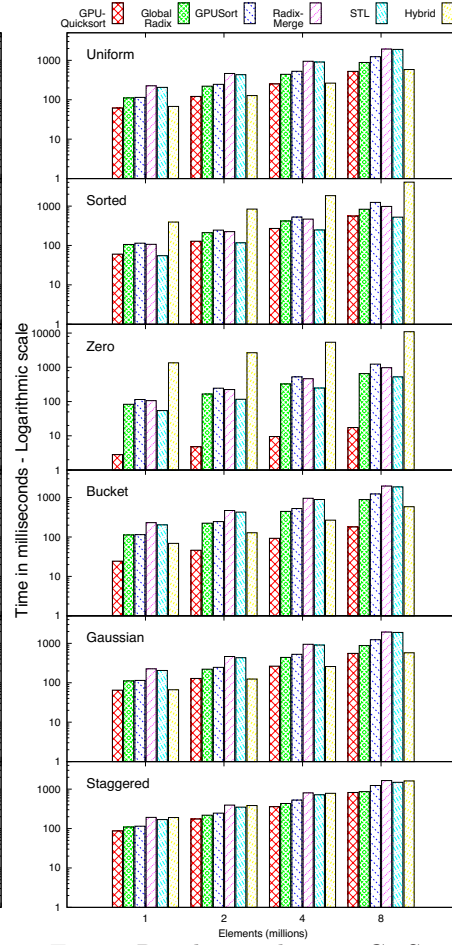 GPU-Quicksort
Global Radix
GPUSort
Radix-Merge
STL
Hybrid
Time in milliseconds - Logarithmic scale
Uniform
1000
100
10
1
Sorted
1000
100
10
1
Zero
10000
1000
100
10
1
Bucket
1000
100
10
1
Gaussian
1000
100
10
1
Staggered
1000
100
10
1
1 2 4 8
Elements (millions)